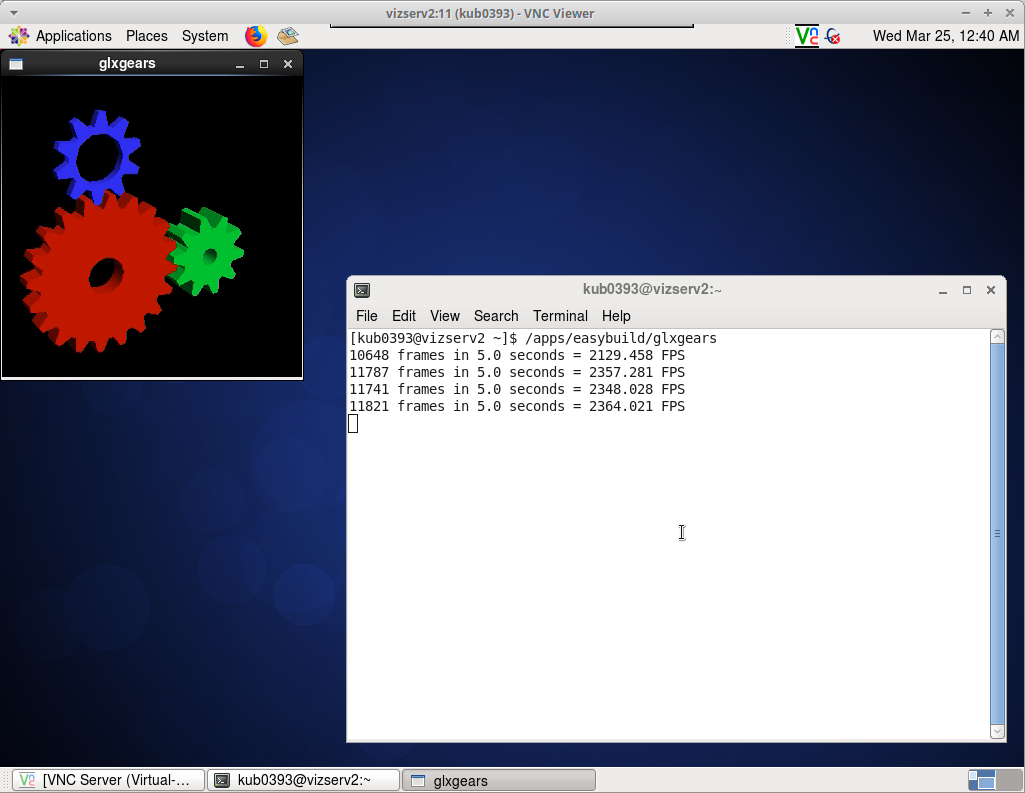 vizserv2:11 (kub0393) - VNC Viewer
Applications Places System Wed Mar 25, 12:40 AM
glxgears
kub0393@vizserv2:~
File Edit View Search Terminal Help
[kub0393@vizserv2 ~]$ /apps/easybuild/glxgears
10648 frames in 5.0 seconds = 2129.458 FPS
11787 frames in 5.0 seconds = 2357.281 FPS
11741 frames in 5.0 seconds = 2348.028 FPS
11821 frames in 5.0 seconds = 2364.021 FPS
[VNC Server (Virtual-... kub0393@vizserv2:~ glxgears